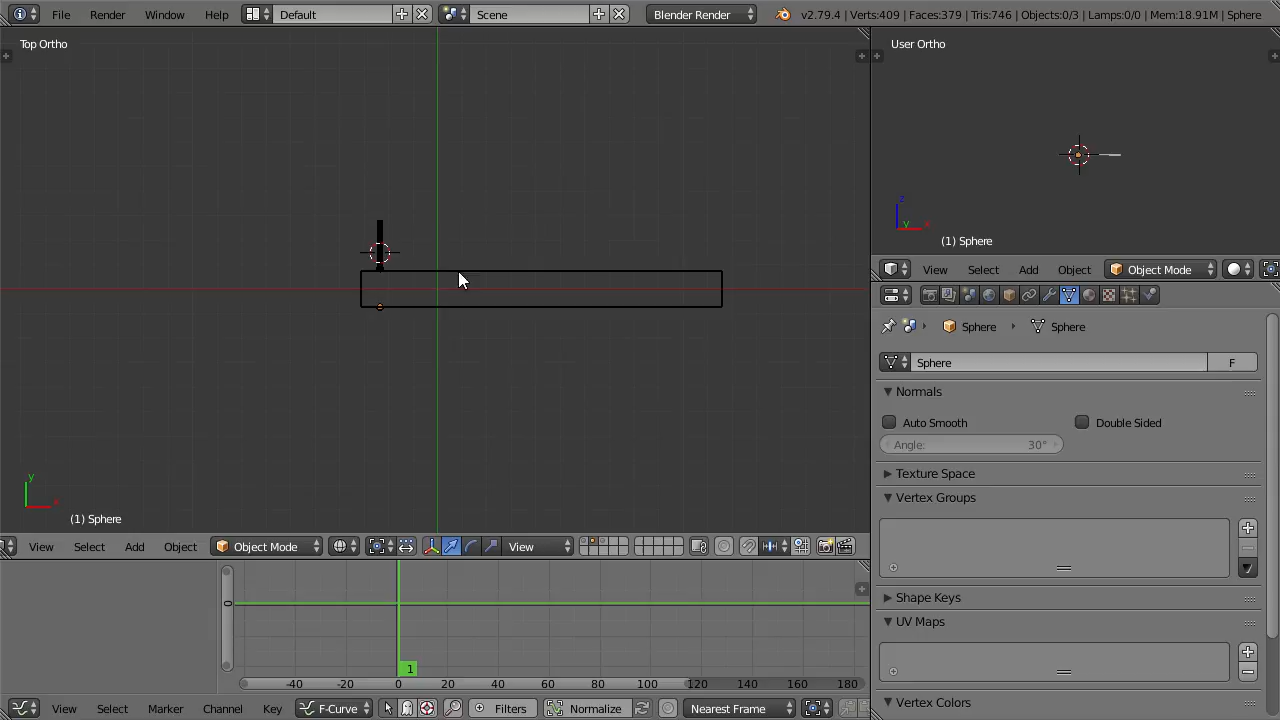 File Render Window Help Default Scene Blender Render v2.79.4 | Verts:409 | Faces:379 | Tris:746 | Objects:0/3 | Lamps:0/0 | Mem:18.91M | Sphere
Top Ortho
y
x
(1) Sphere
View Select Add Object Object Mode View
User Ortho
z
y x
(1) Sphere
View Select Add Object Object Mode
Sphere Sphere
Sphere F
Normals
Auto Smooth Double Sided
Angle: 30°
Texture Space
Vertex Groups
Shape Keys
UV Maps
Vertex Colors
0
1
-40 -20 0 20 40 60 80 100 120 140 160 180
View Select Marker Channel Key F-Curve Filters Normalize Nearest Frame